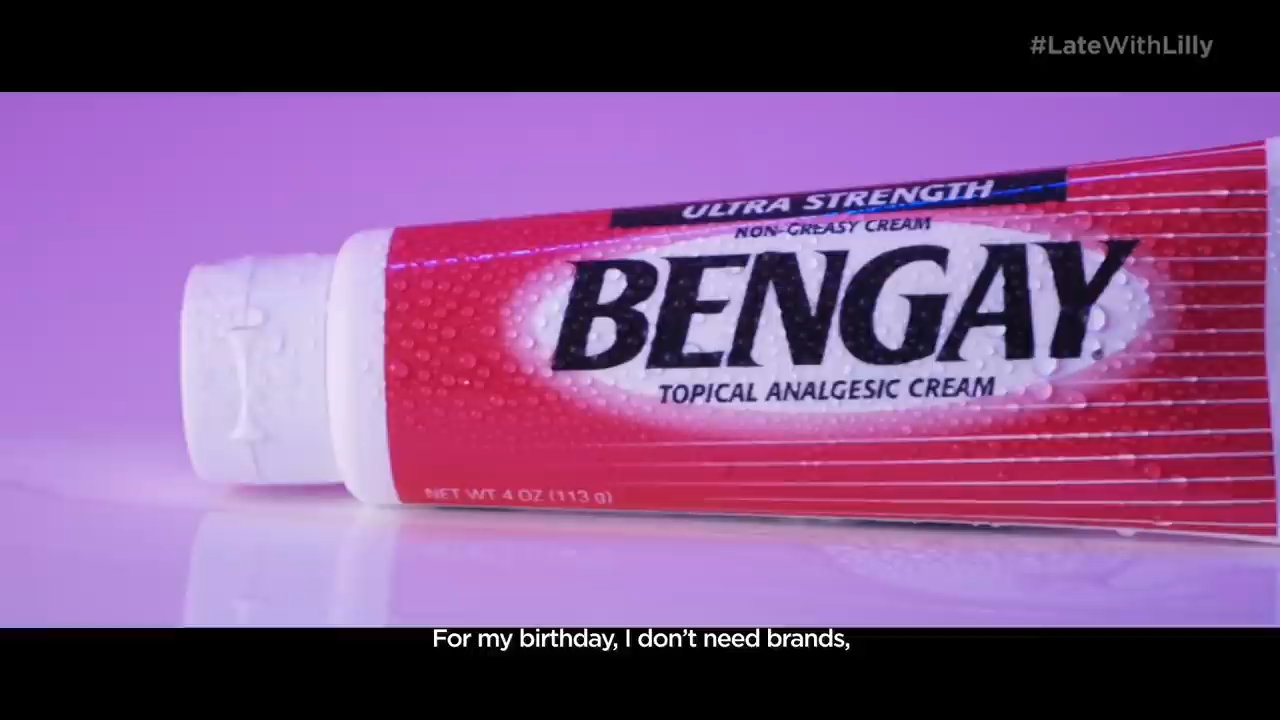 #LateWithLilly
ULTRA STRENGTH
NON-GREASY CREAM
BENGAY
TOPICAL ANALGESIC CREAM
NET WT 4 OZ (113 g)
For my birthday, I don't need brands,